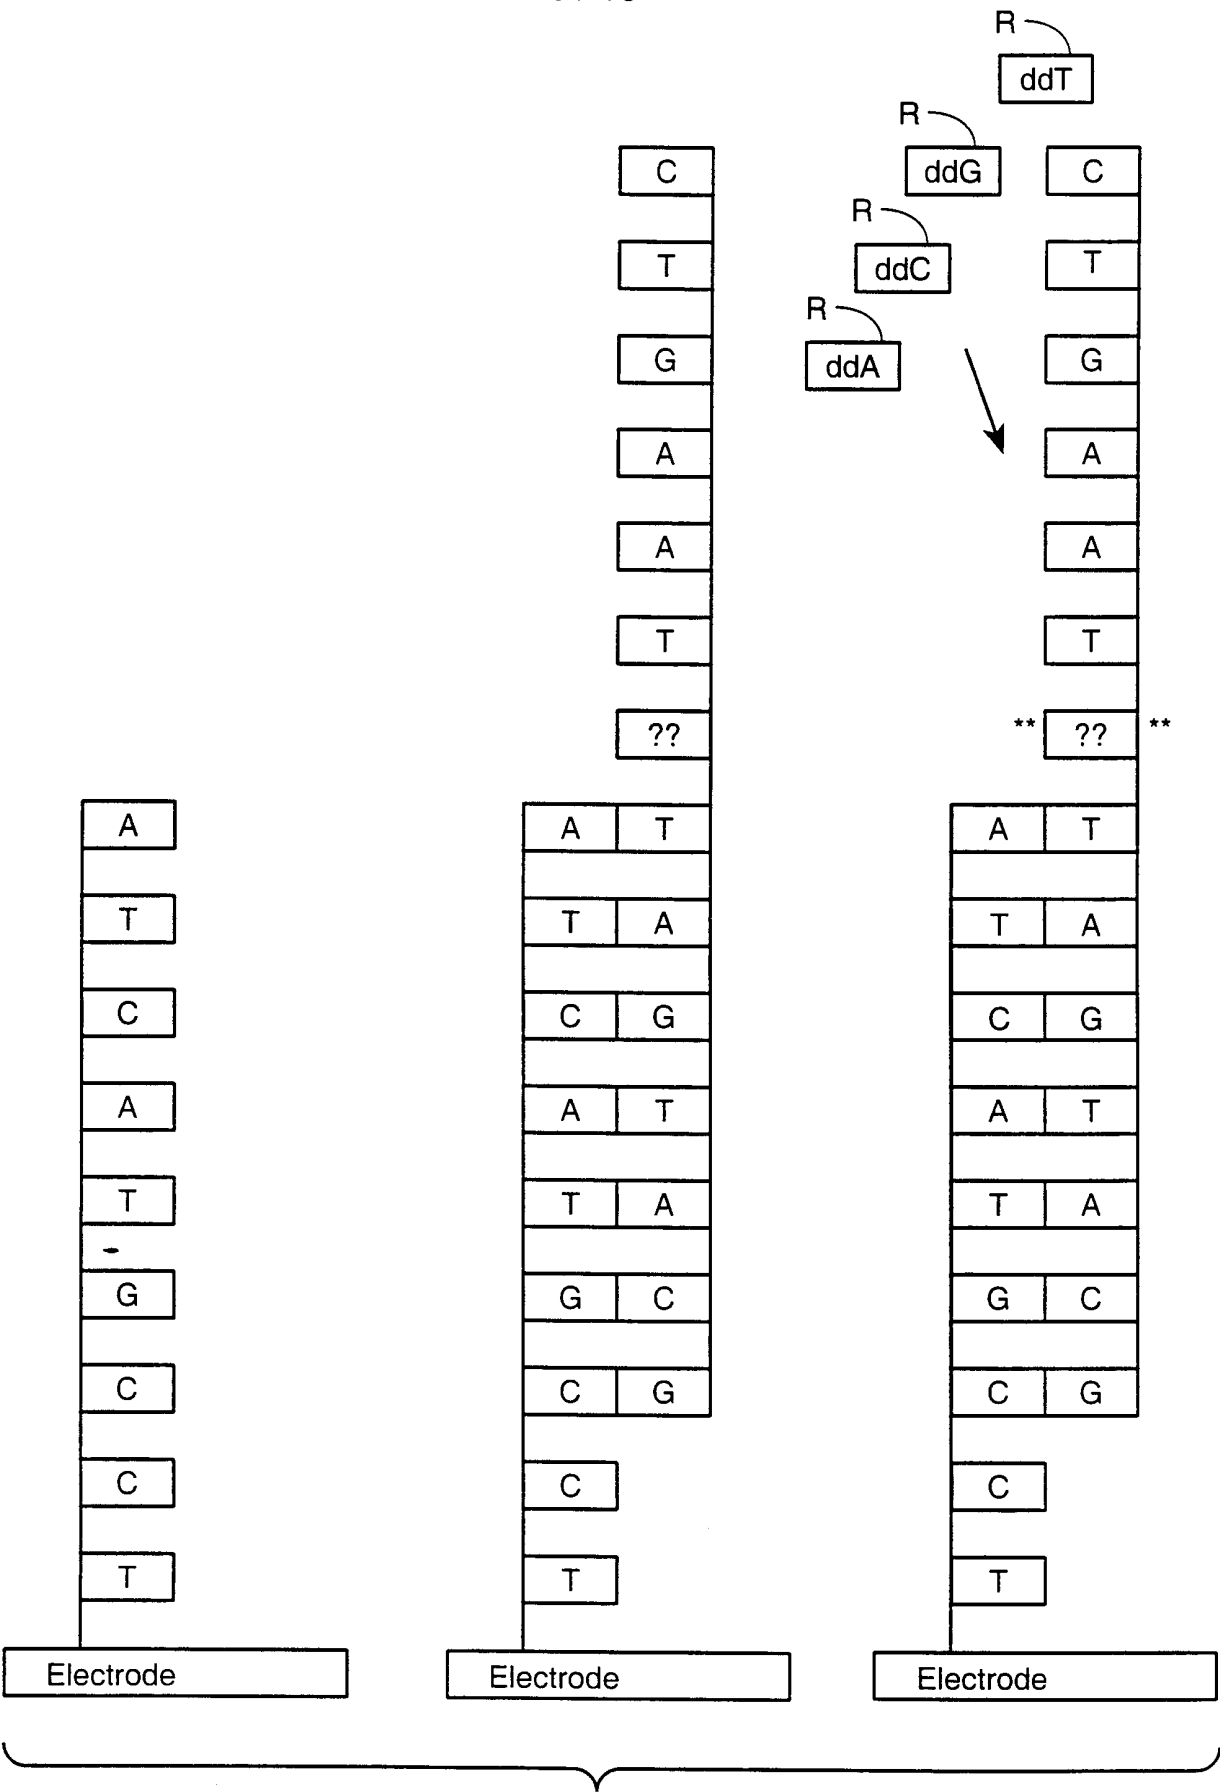 R
ddT
R
C ddG C
R
T ddC T
R
G ddA G
A A
A A
T T
?? ** ?? **
A A T A T
T T A T A
C C G C G
A A T A T
T T A T A
G G C G C
C C G C G
C C C
T T T
Electrode Electrode Electrode